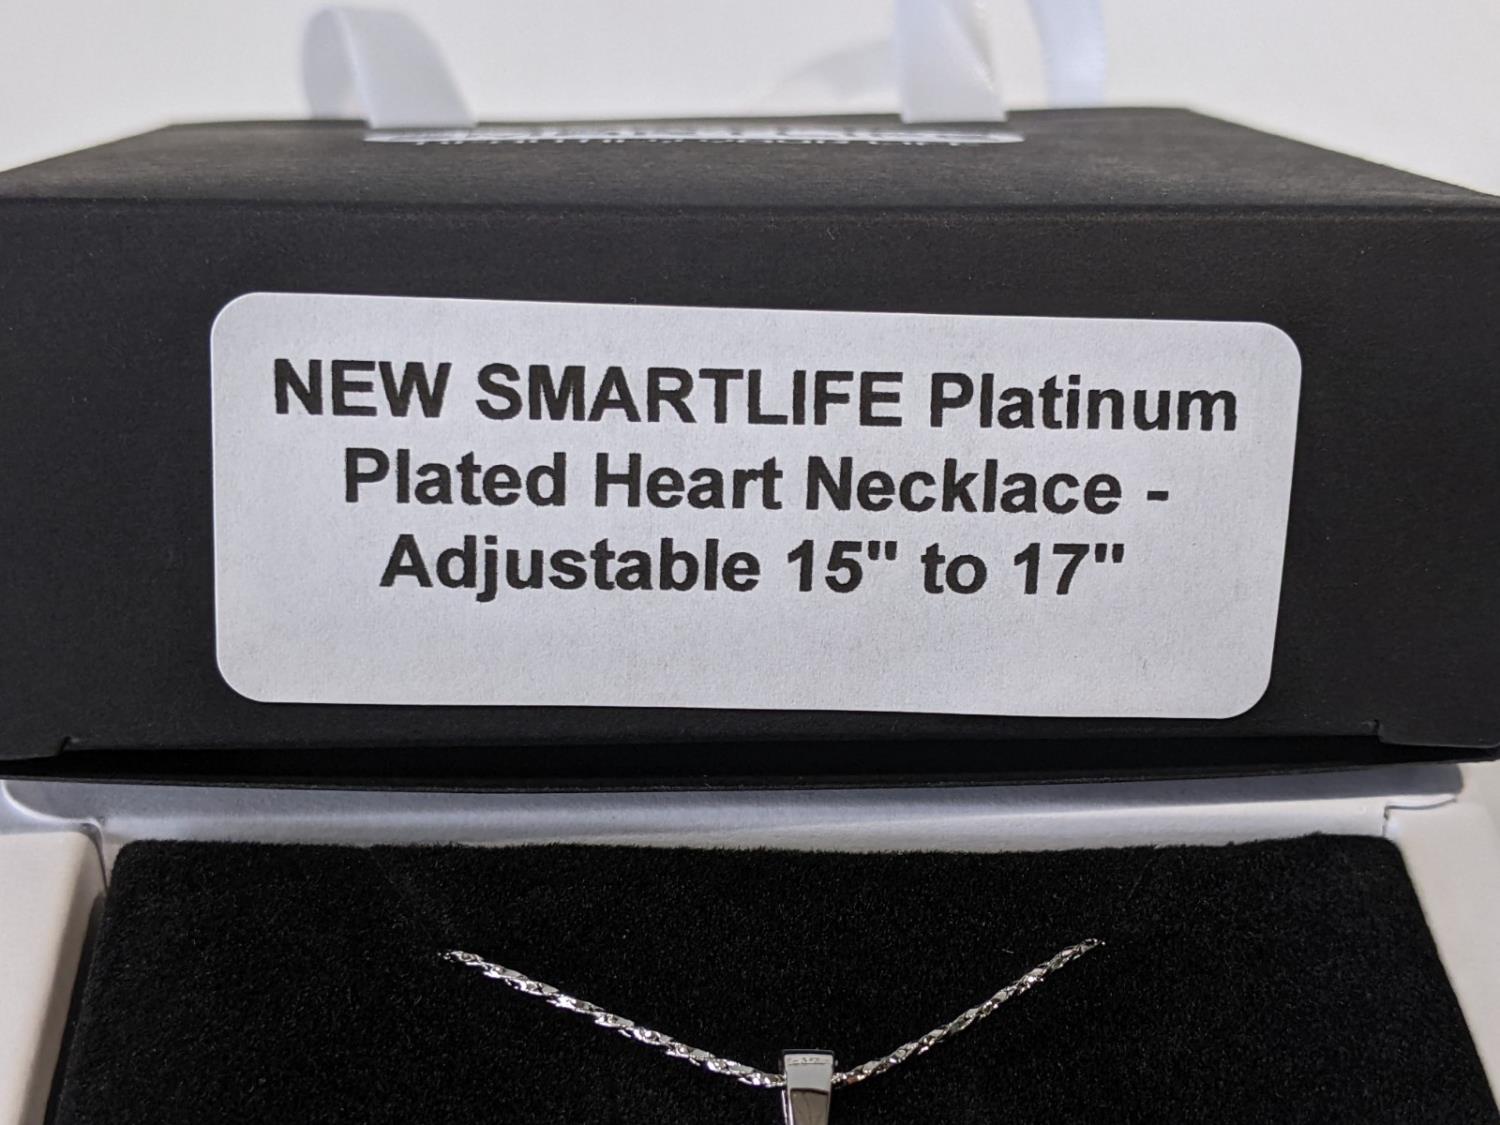 NEW SMARTLIFE Platinum
Plated Heart Necklace -
Adjustable 15" to 17"